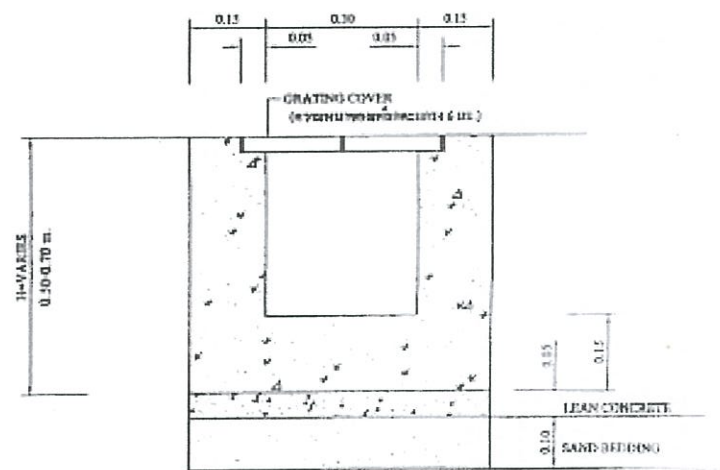 0.15 0.30 0.15
0.05 0.05
GRATING COVER
H=VARIES
0.30-0.70 m.
0.05
0.15
LEAN CONCRETE
0.10
SAND BEDDING